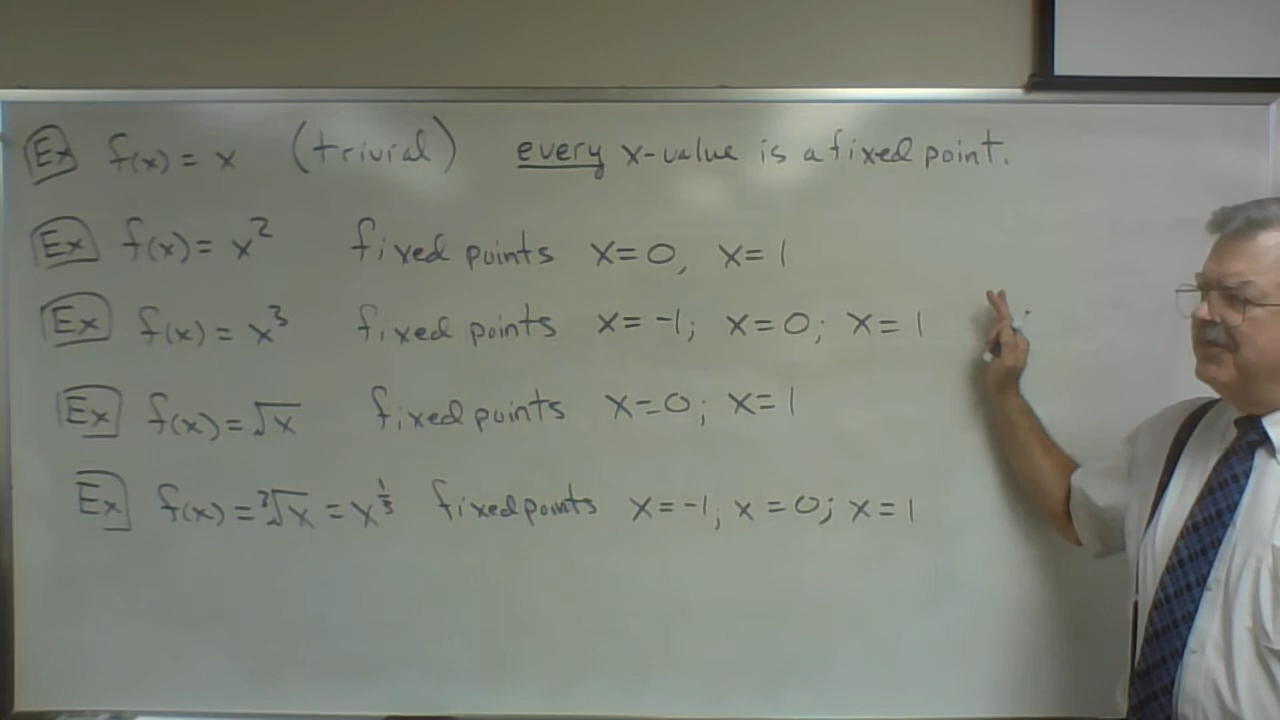 Ex f(x) = x (trivial) every x-value is a fixed point.
Ex f(x) = x² fixed points x=0, x=1
Ex f(x) = x³ fixed points x=-1; x=0; x=1
Ex f(x) = √x fixed points x=0; x=1
Ex f(x) = ³√x = x^(1/3) fixed points x=-1; x=0; x=1